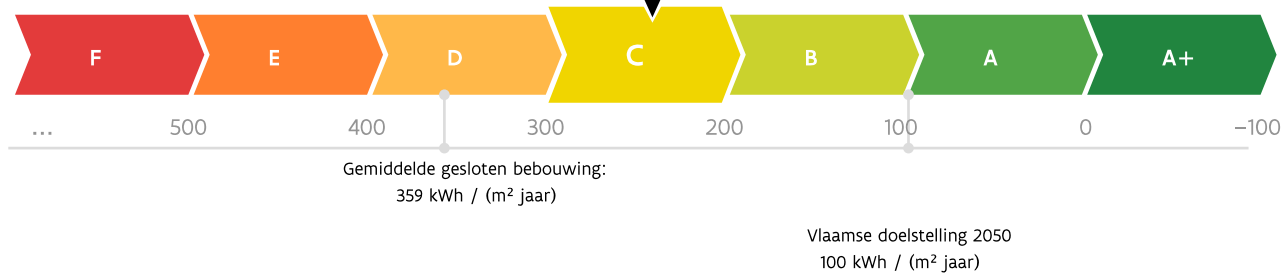 F E D C B A A+
... 500 400 300 200 100 0 −100
Gemiddelde gesloten bebouwing:
359 kWh / (m² jaar)
Vlaamse doelstelling 2050
100 kWh / (m² jaar)